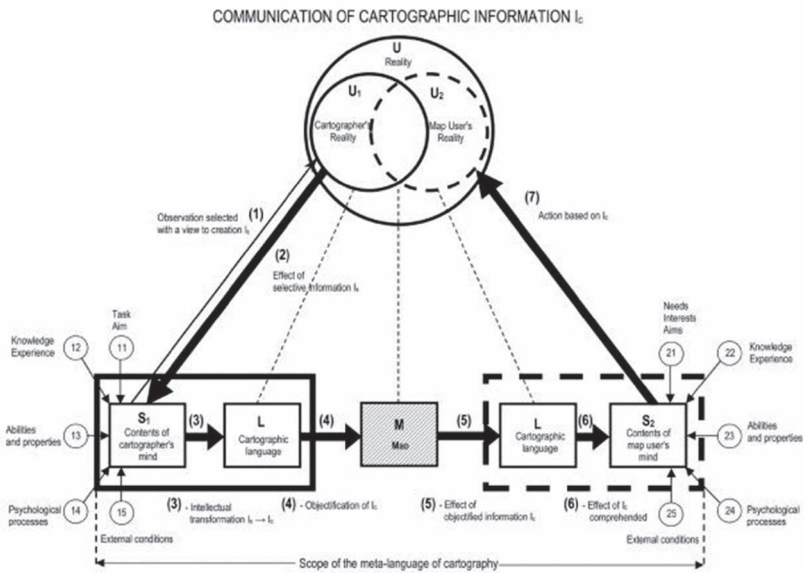 COMMUNICATION OF CARTOGRAPHIC INFORMATION Ic
U
Reality
U1
U2
Cartographer's
Reality
Map User's
Reality
(1)
Observation selected
with a view to creation Ic
(2)
Effect of
selective information Is
(7)
Action based on Ic
Task
Aim
Knowledge
Experience
12
11
Abilities
and properties
13
Psychological
processes
14
15
External conditions
S1
Contents of
cartographer's
mind
(3)
L
Cartographic
language
(4)
M
Map
(5)
L
Cartographic
language
(6)
S2
Contents of
map user's
mind
Needs
Interests
Aims
21
22
Knowledge
Experience
23
Abilities
and properties
24
Psychological
processes
25
External conditions
(3) - Intellectual
transformation Is → Ic
(4) - Objectification of Ic
(5) - Effect of
objectified information Ic
(6) - Effect of Ic
comprehended
Scope of the meta-language of cartography